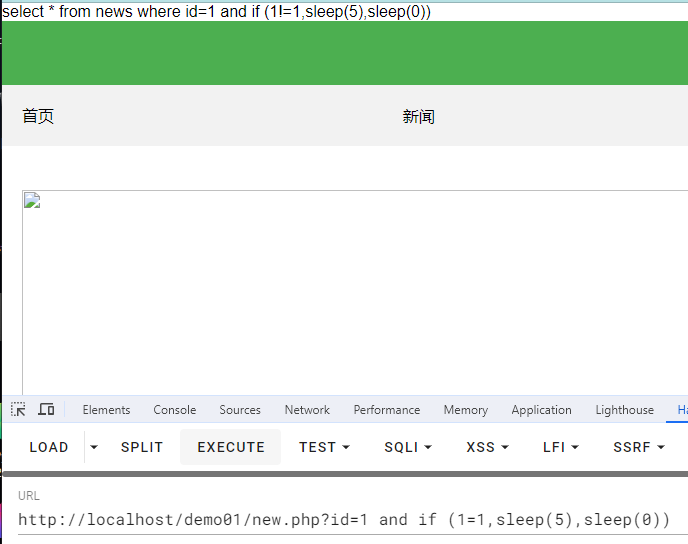 select * from news where id=1 and if (1!=1,sleep(5),sleep(0))
首页 新闻
Elements Console Sources Network Performance Memory Application Lighthouse
LOAD SPLIT EXECUTE TEST SQLI XSS LFI SSRF
URL
http://localhost/demo01/new.php?id=1 and if (1=1,sleep(5),sleep(0))